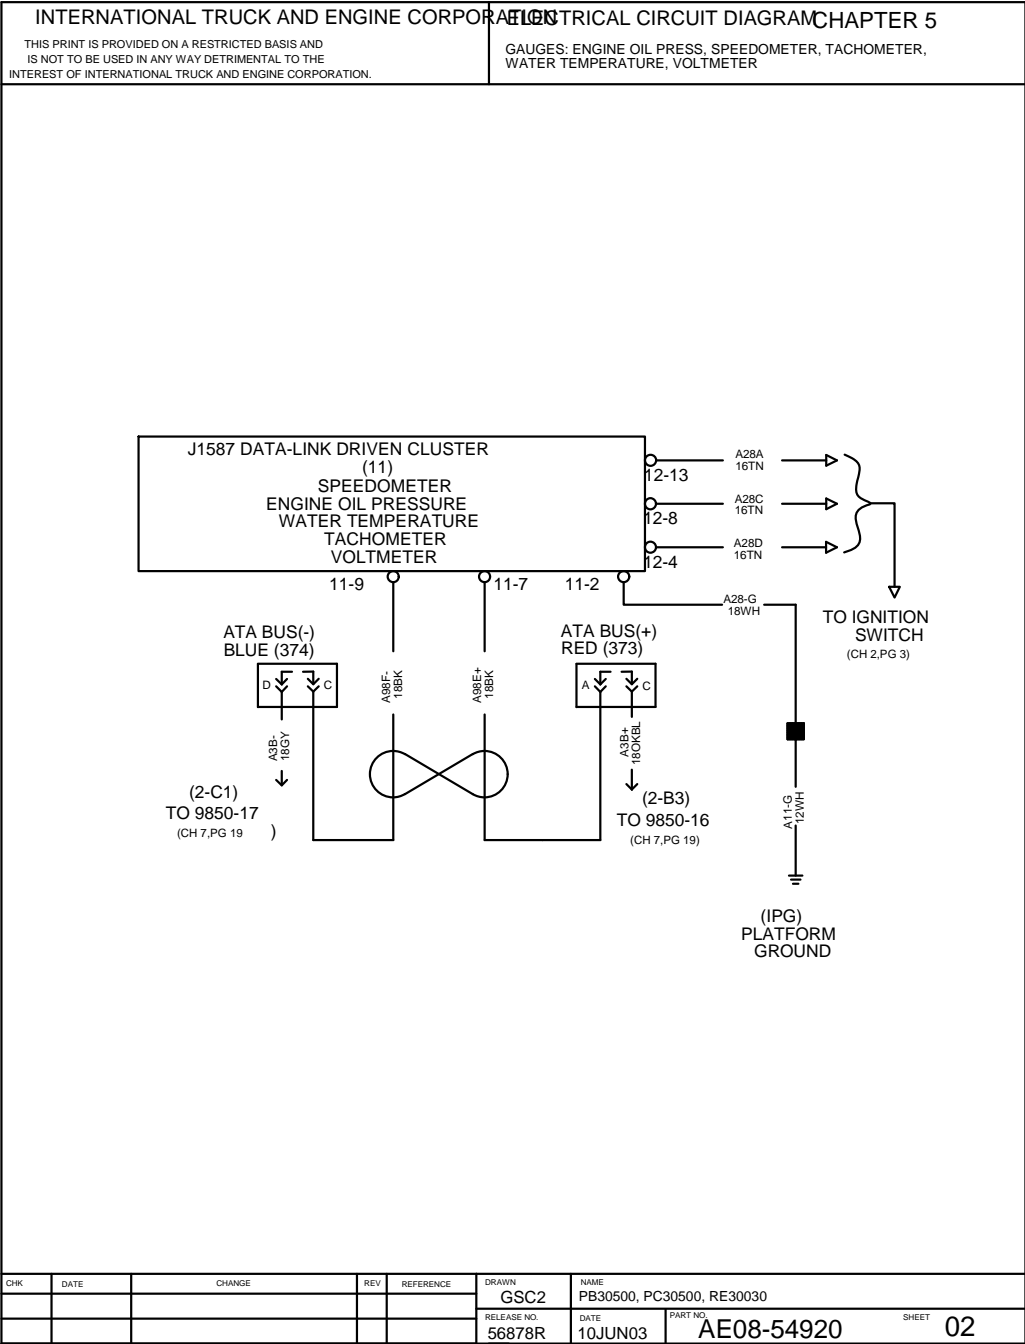 INTERNATIONAL TRUCK AND ENGINE CORPORATION
THIS PRINT IS PROVIDED ON A RESTRICTED BASIS AND
IS NOT TO BE USED IN ANY WAY DETRIMENTAL TO THE
INTEREST OF INTERNATIONAL TRUCK AND ENGINE CORPORATION.
ELECTRICAL CIRCUIT DIAGRAM
CHAPTER 5
GAUGES: ENGINE OIL PRESS, SPEEDOMETER, TACHOMETER,
WATER TEMPERATURE, VOLTMETER
J1587 DATA-LINK DRIVEN CLUSTER
(11)
SPEEDOMETER
ENGINE OIL PRESSURE
WATER TEMPERATURE
TACHOMETER
VOLTMETER
12-13
A28A
16TN
12-8
A28C
16TN
12-4
A28D
16TN
11-9
11-7
11-2
A28-G
18WH
TO IGNITION
SWITCH
(CH 2,PG 3)
ATA BUS(-)
BLUE (374)
D
C
A98F-
18BK
A98E+
18BK
ATA BUS(+)
RED (373)
A
C
A3B-
18GY
A3B+
18OKBL
(2-C1)
TO 9850-17
(CH 7,PG 19 )
(2-B3)
TO 9850-16
(CH 7,PG 19)
A11-G
12WH
(IPG)
PLATFORM
GROUND
CHK
DATE
CHANGE
REV
REFERENCE
DRAWN
GSC2
NAME
PB30500, PC30500, RE30030
RELEASE NO.
56878R
DATE
10JUN03
PART NO.
AE08-54920
SHEET
02